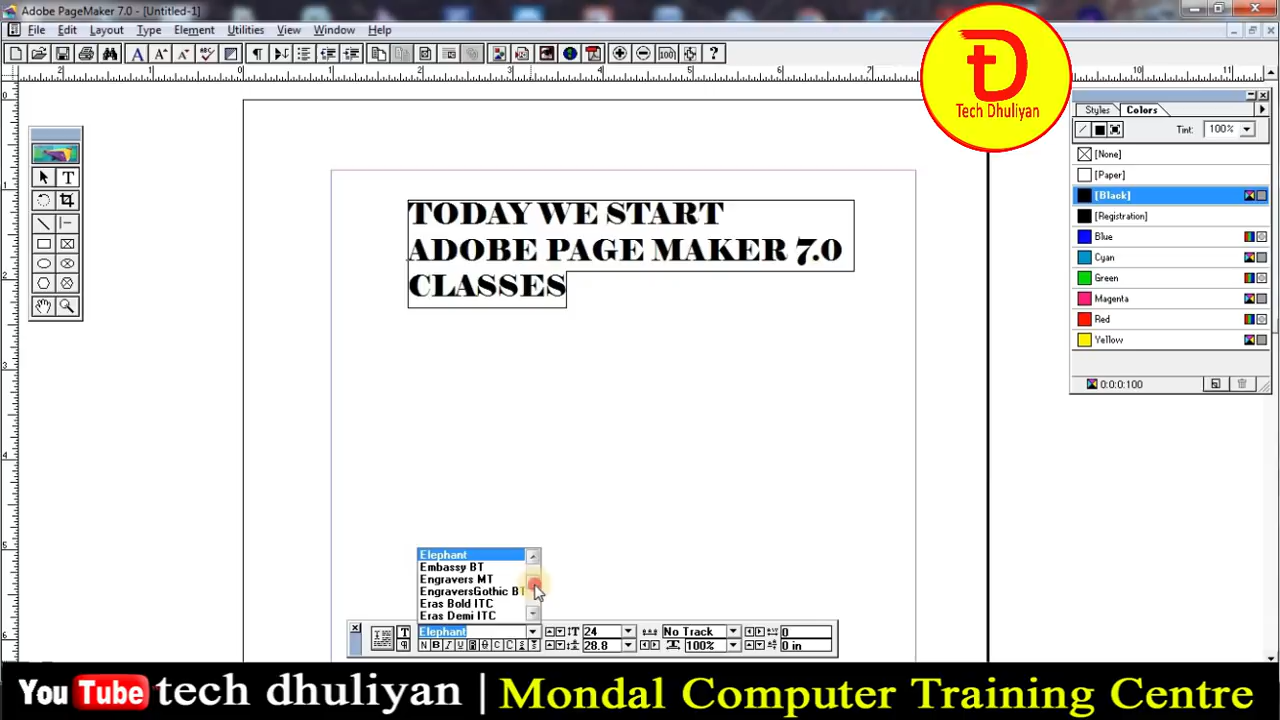 Adobe PageMaker 7.0 - [Untitled-1]
File Edit Layout Type Element Utilities View Window Help
Tech Dhuliyan
Styles Colors
Tint: 100%
[None]
[Paper]
[Black]
[Registration]
Blue
Cyan
Green
Magenta
Red
Yellow
0:0:0:100
TODAY WE START
ADOBE PAGE MAKER 7.0
CLASSES
Elephant
Embassy BT
Engravers MT
EngraversGothic BT
Eras Bold ITC
Eras Demi ITC
Elephant 24 No Track 0
28.8 100% 0 in
You Tube tech dhuliyan | Mondal Computer Training Centre